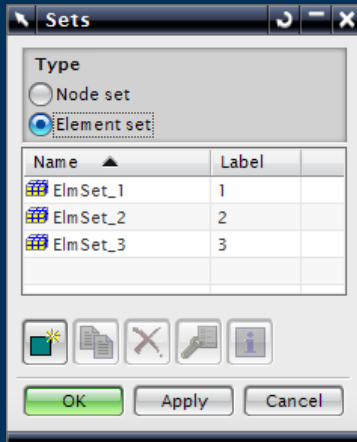 Sets
Type
Node set
Element set
Name Label
ElmSet_1 1
ElmSet_2 2
ElmSet_3 3
OK Apply Cancel